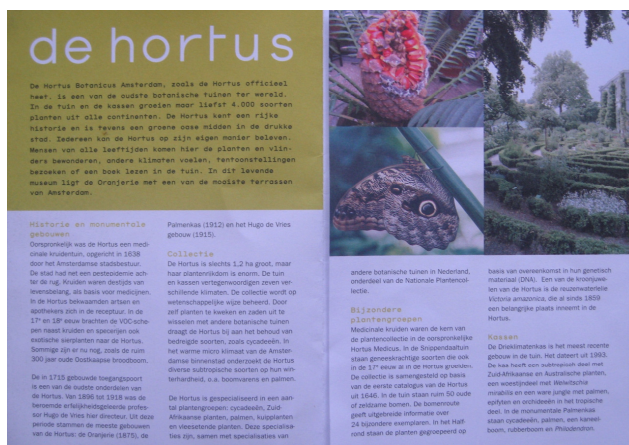 de hortus
De Hortus Botanicus Amsterdam, zoals de Hortus officieel
heet, is een van de oudste botanische tuinen ter wereld.
In de tuin en de kassen groeien maar liefst 4.000 soorten
planten uit alle continenten. De Hortus kent een rijke
historie en is tevens een groene oase midden in de drukke
stad. Iedereen kan de Hortus op zijn eigen manier beleven.
Mensen van alle leeftijden komen hier de planten en vlin-
ders bewonderen, andere klimaten voelen, tentoonstellingen
bezoeken of een boek lezen in de tuin. In dit levende
museum ligt de Oranjerie met een van de mooiste terrassen
van Amsterdam.
Historie en monumentale
gebouwen
Oorspronkelijk was de Hortus een medi-
cinale kruidentuin, opgericht in 1638
door het Amsterdamse stadsbestuur.
De stad had net een pestepidemie ach-
ter de rug. Kruiden waren destijds van
levensbelang, als basis voor medicijnen.
In de Hortus bekwaamden artsen en
apothekers zich in de receptuur. In de
17e en 18e eeuw brachten de VOC-sche-
pen naast kruiden en specerijen ook
exotische sierplanten naar de Hortus.
Sommige zijn er nu nog, zoals de ruim
300 jaar oude Oostkaapse broodboom.
De in 1715 gebouwde toegangspoort
is een van de oudste onderdelen van
de Hortus. Van 1896 tot 1918 was de
beroemde erfelijkheidsgeleerde profes-
sor Hugo de Vries hier directeur. Uit deze
periode stammen de meeste gebouwen
van de Hortus: de Oranjerie (1875), de
Palmenkas (1912) en het Hugo de Vries
gebouw (1915).
Collectie
De Hortus is slechts 1,2 ha groot, maar
haar plantenrijkdom is enorm. De tuin
en kassen vertegenwoordigen zeven ver-
schillende klimaten. De collectie wordt op
wetenschappelijke wijze beheerd. Door
zelf planten te kweken en zaden uit te
wisselen met andere botanische tuinen
draagt de Hortus bij aan het behoud van
bedreigde soorten, zoals cycadeeën. In
het warme micro klimaat van de Amster-
damse binnenstad onderzoekt de Hortus
diverse subtropische soorten op hun win-
terhardheid, o.a. boomvarens en palmen.
De Hortus is gespecialiseerd in een aan-
tal plantengroepen: cycadeeën, Zuid
Afrikaanse planten, palmen, kuipplanten
en vleesetende planten. Deze specialisa-
ties zijn, samen met specialisaties van
andere botanische tuinen in Nederland,
onderdeel van de Nationale Plantencol-
lectie.
Bijzondere
plantengroepen
Medicinale kruiden waren de kern van
de plantencollectie in de oorspronkelijke
Hortus Medicus. In de Snippendaaltuin
staan geneeskrachtige soorten die ook
in de 17e eeuw al in de Hortus groeiden.
De collectie is samengesteld op basis
van de eerste catalogus van de Hortus
uit 1646. In de tuin staan ruim 50 oude
of zeldzame bomen. De bomenroute
geeft uitgebreide informatie over
24 bijzondere exemplaren. In het Half-
rond staan de planten gegroepeerd op
basis van overeenkomst in hun genetisch
materiaal (DNA). Een van de kroonjuwe-
len van de Hortus is de reuzenwaterlelie
Victoria amazonica, die al sinds 1859
een belangrijke plaats inneemt in de
Hortus.
Kassen
De Drieklimatenkas is het meest recente
gebouw in de tuin. Het dateert uit 1993.
De kas heeft een subtropisch deel met
Zuid-Afrikaanse en Australische planten,
een woestijndeel met Welwitschia
mirabilis en een ware jungle met palmen,
epifyten en orchideeën in het tropische
deel. In de monumentale Palmenkas
staan cycadeeën, palmen, een kaneel-
boom, rubberboom en Philodendron.